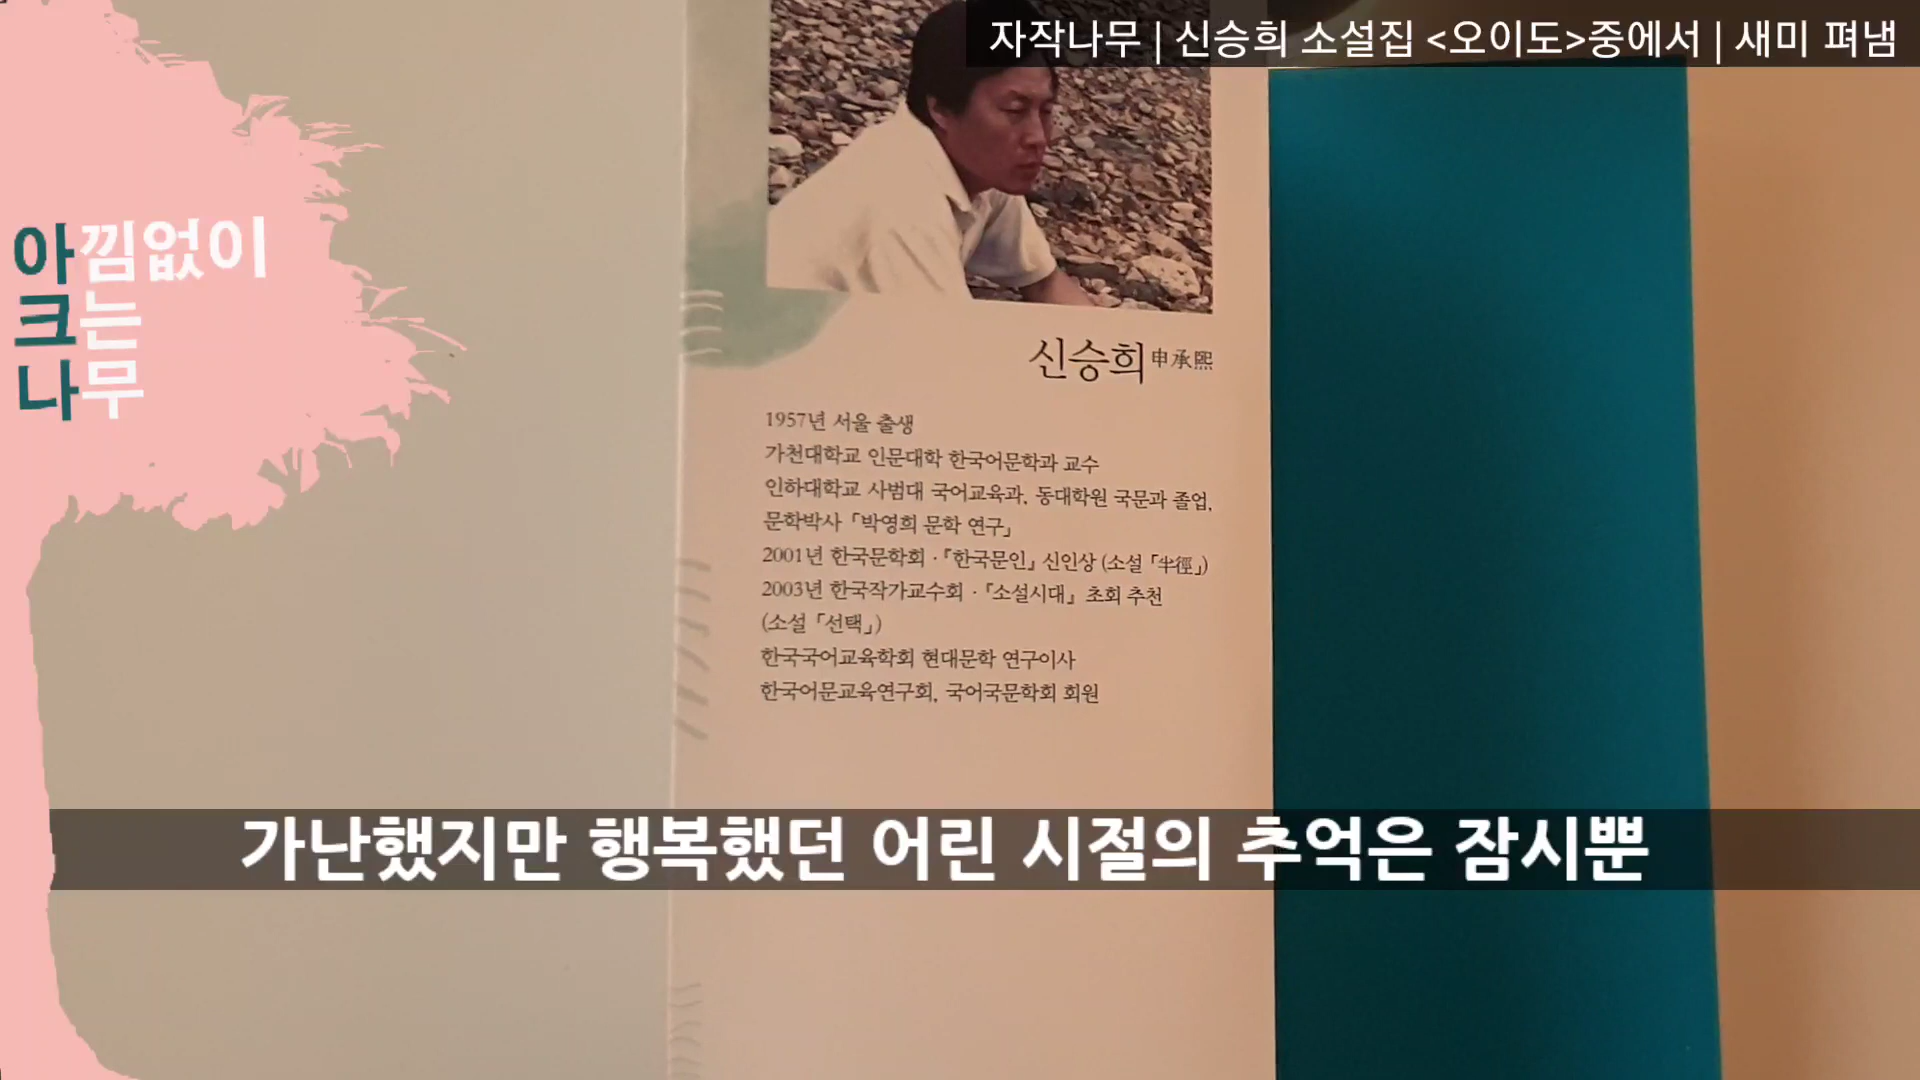 자작나무 | 신승희 소설집 <오이도>중에서 | 새미 펴냄
아낌없이
크는
나무
신승희 申承熙
1957년 서울 출생
가천대학교 인문대학 한국어문학과 교수
인하대학교 사범대 국어교육과, 동대학원 국문과 졸업,
문학박사 「박영희 문학 연구」
2001년 한국문학회·『한국문인』 신인상 (소설 「半徑」)
2003년 한국작가교수회·『소설시대』 초회 추천
(소설 「선택」)
한국국어교육학회 현대문학 연구이사
한국어문교육연구회, 국어국문학회 회원
가난했지만 행복했던 어린 시절의 추억은 잠시뿐